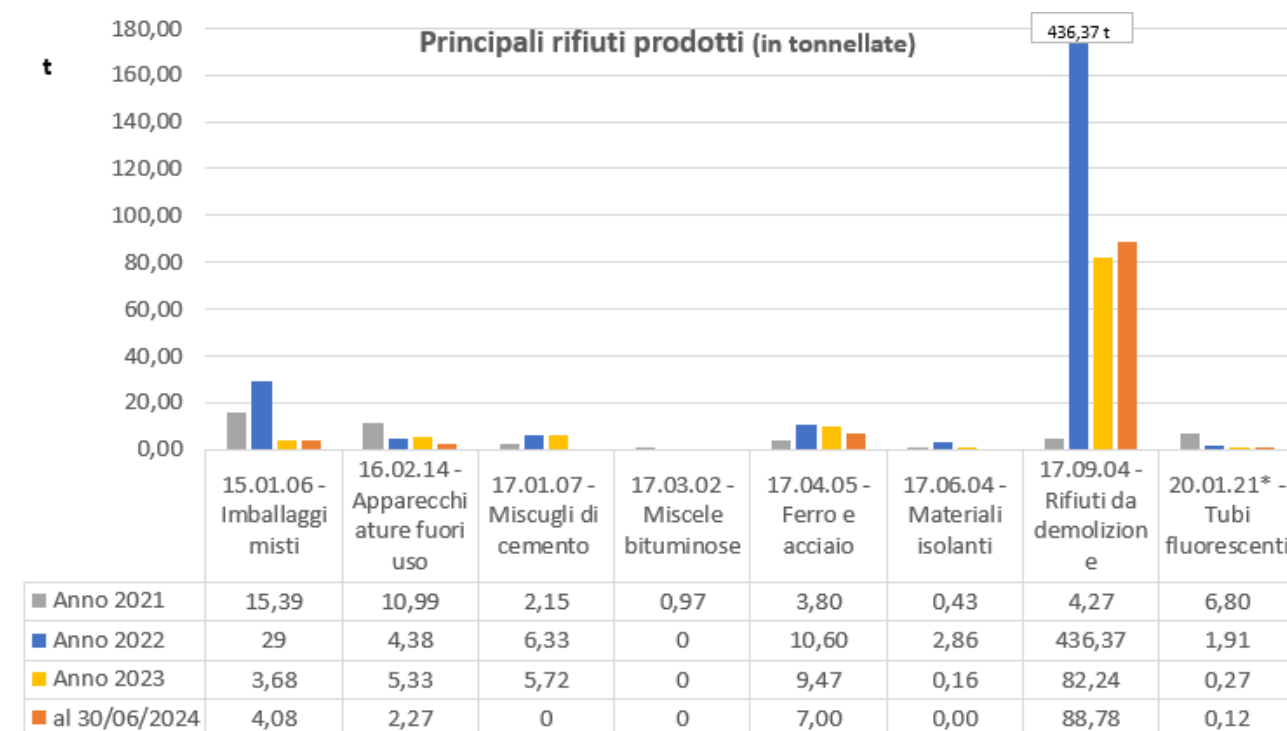 Principali rifiuti prodotti (in tonnellate)
436,37 t
t
180,00
160,00
140,00
120,00
100,00
80,00
60,00
40,00
20,00
0,00
15.01.06 -
Imballaggi
misti
16.02.14 -
Apparecchi
ature fuori
uso
17.01.07 -
Miscugli di
cemento
17.03.02 -
Miscele
bituminose
17.04.05 -
Ferro e
acciaio
17.06.04 -
Materiali
isolanti
17.09.04 -
Rifiuti da
demolizion
e
20.01.21* -
Tubi
fluorescenti
Anno 2021 15,39 10,99 2,15 0,97 3,80 0,43 4,27 6,80
Anno 2022 29 4,38 6,33 0 10,60 2,86 436,37 1,91
Anno 2023 3,68 5,33 5,72 0 9,47 0,16 82,24 0,27
al 30/06/2024 4,08 2,27 0 0 7,00 0,00 88,78 0,12